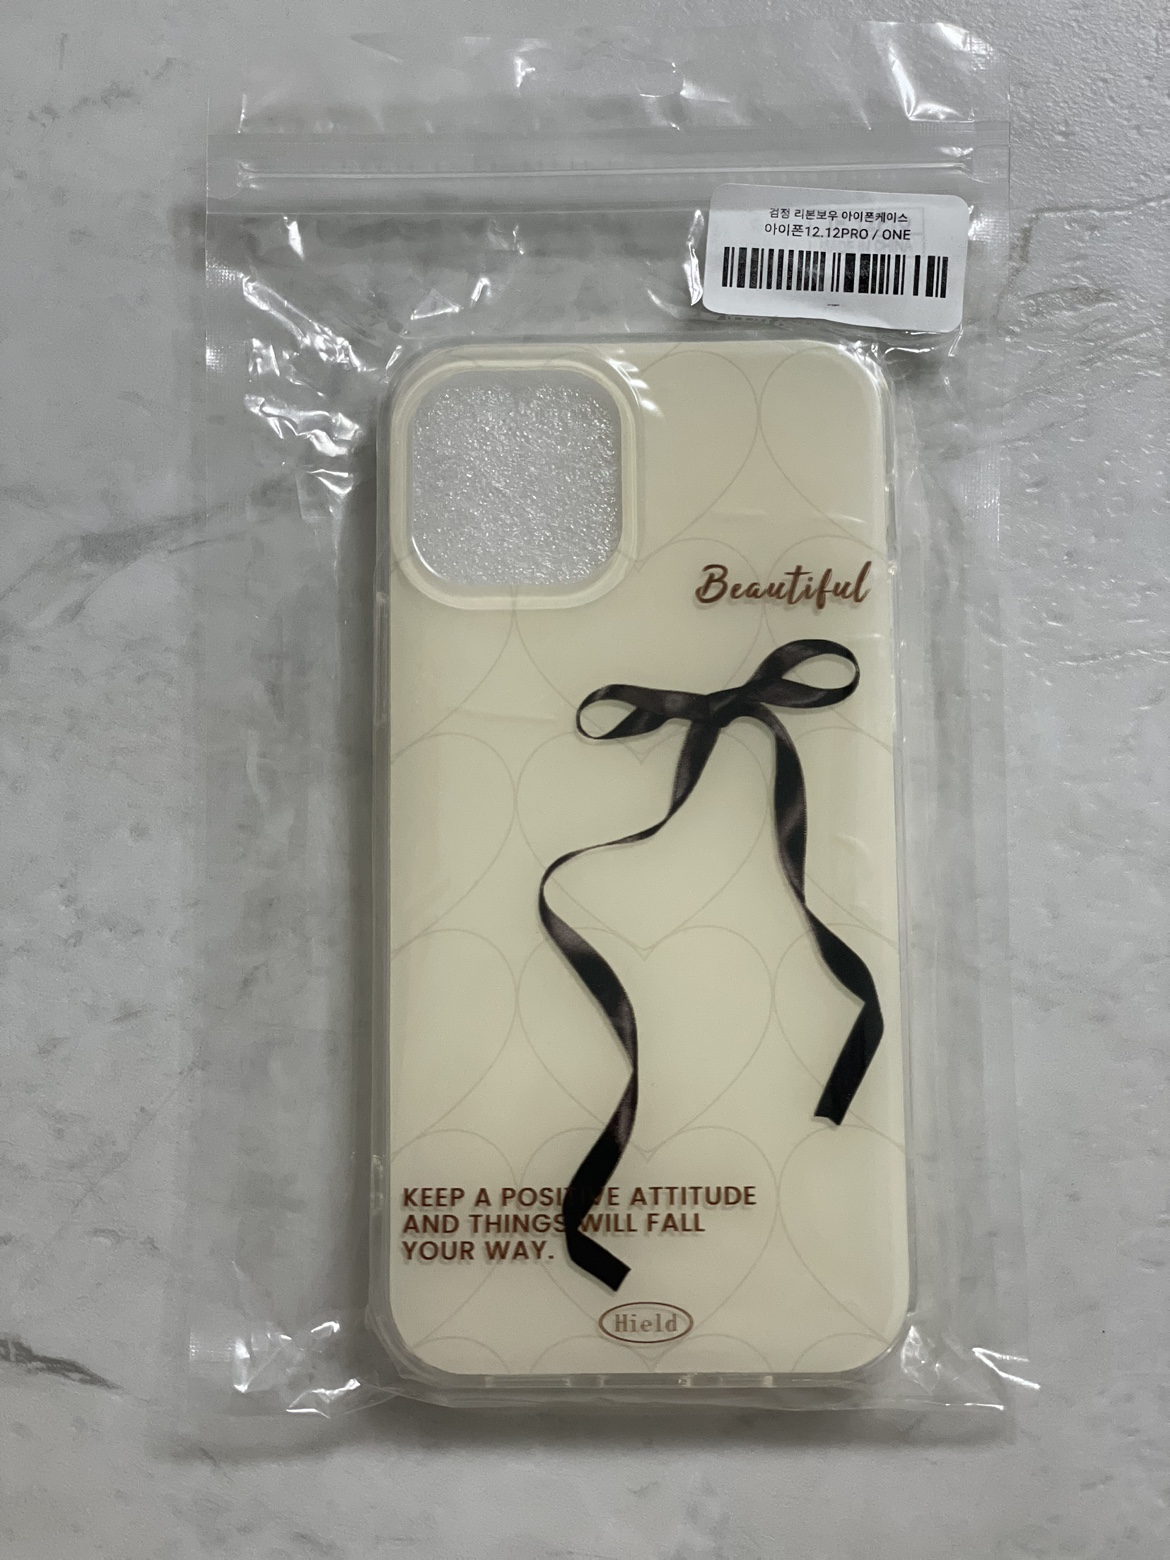 검정 리본보우 아이폰케이스
아이폰12.12PRO / ONE
Beautiful
KEEP A POSITIVE ATTITUDE
AND THINGS WILL FALL
YOUR WAY.
Hield